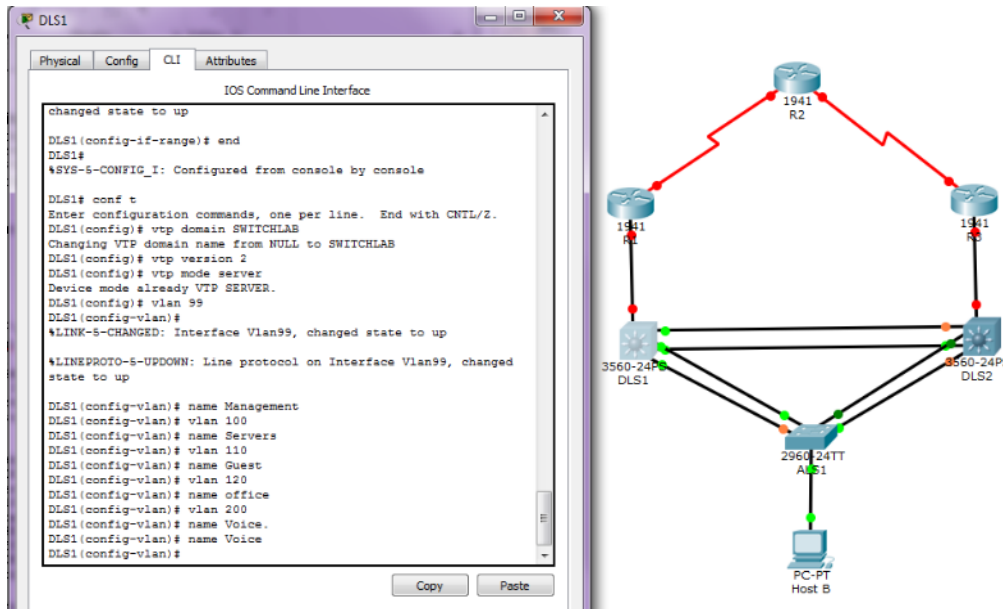 DLS1
Physical Config CLI Attributes
IOS Command Line Interface
changed state to up
DLS1(config-if-range)# end
DLS1#
%SYS-5-CONFIG_I: Configured from console by console
DLS1# conf t
Enter configuration commands, one per line. End with CNTL/Z.
DLS1(config)# vtp domain SWITCHLAB
Changing VTP domain name from NULL to SWITCHLAB
DLS1(config)# vtp version 2
DLS1(config)# vtp mode server
Device mode already VTP SERVER.
DLS1(config)# vlan 99
DLS1(config-vlan)#
%LINK-5-CHANGED: Interface Vlan99, changed state to up
%LINEPROTO-5-UPDOWN: Line protocol on Interface Vlan99, changed
state to up
DLS1(config-vlan)# name Management
DLS1(config-vlan)# vlan 100
DLS1(config-vlan)# name Servers
DLS1(config-vlan)# vlan 110
DLS1(config-vlan)# name Guest
DLS1(config-vlan)# vlan 120
DLS1(config-vlan)# name office
DLS1(config-vlan)# vlan 200
DLS1(config-vlan)# name Voice.
DLS1(config-vlan)# name Voice
DLS1(config-vlan)#
Copy Paste
1941
R2
1941
R1
1941
R3
3560-24PS
DLS1
3560-24P
DLS2
2960-24TT
ALS1
PC-PT
Host B